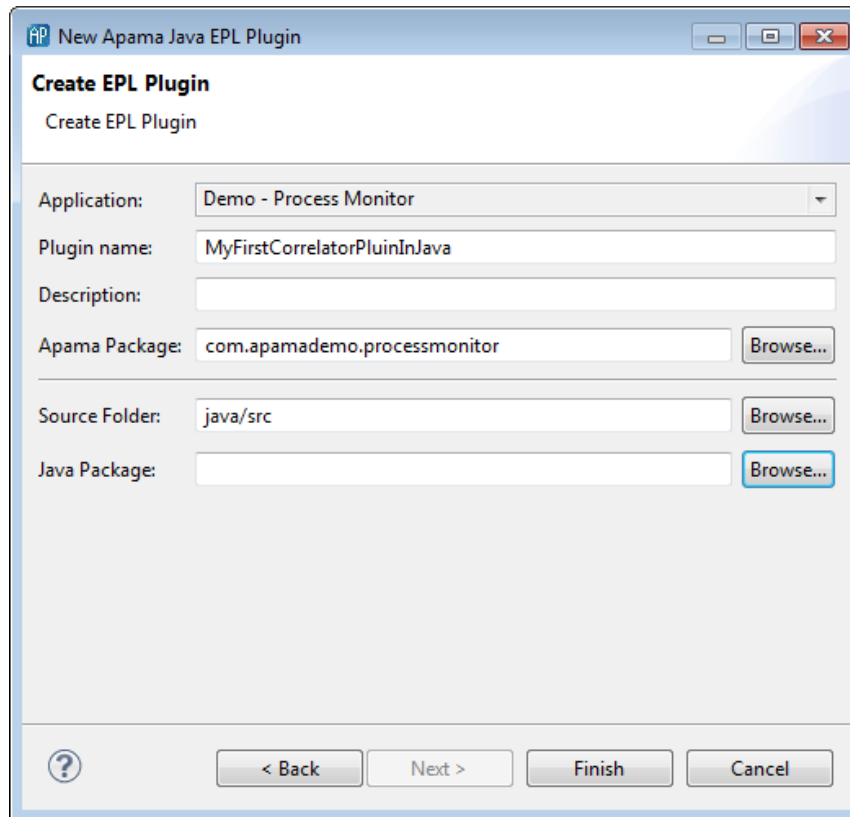 AP New Apama Java EPL Plugin
Create EPL Plugin
Create EPL Plugin
Application: Demo - Process Monitor
Plugin name: MyFirstCorrelatorPluinInJava
Description:
Apama Package: com.apamademo.processmonitor Browse...
Source Folder: java/src Browse...
Java Package: Browse...
? < Back Next > Finish Cancel